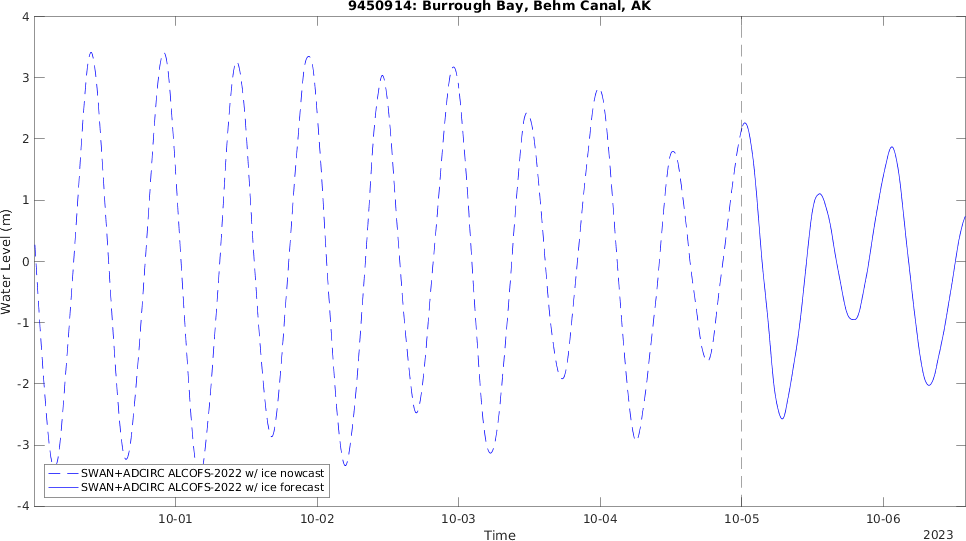 9450914: Burrough Bay, Behm Canal, AK
4
3
2
1
0
-1
-2
-3
-4
Water Level (m)
SWAN+ADCIRC ALCOFS-2022 w/ ice nowcast
SWAN+ADCIRC ALCOFS-2022 w/ ice forecast
10-01 10-02 10-03 10-04 10-05 10-06
Time
2023